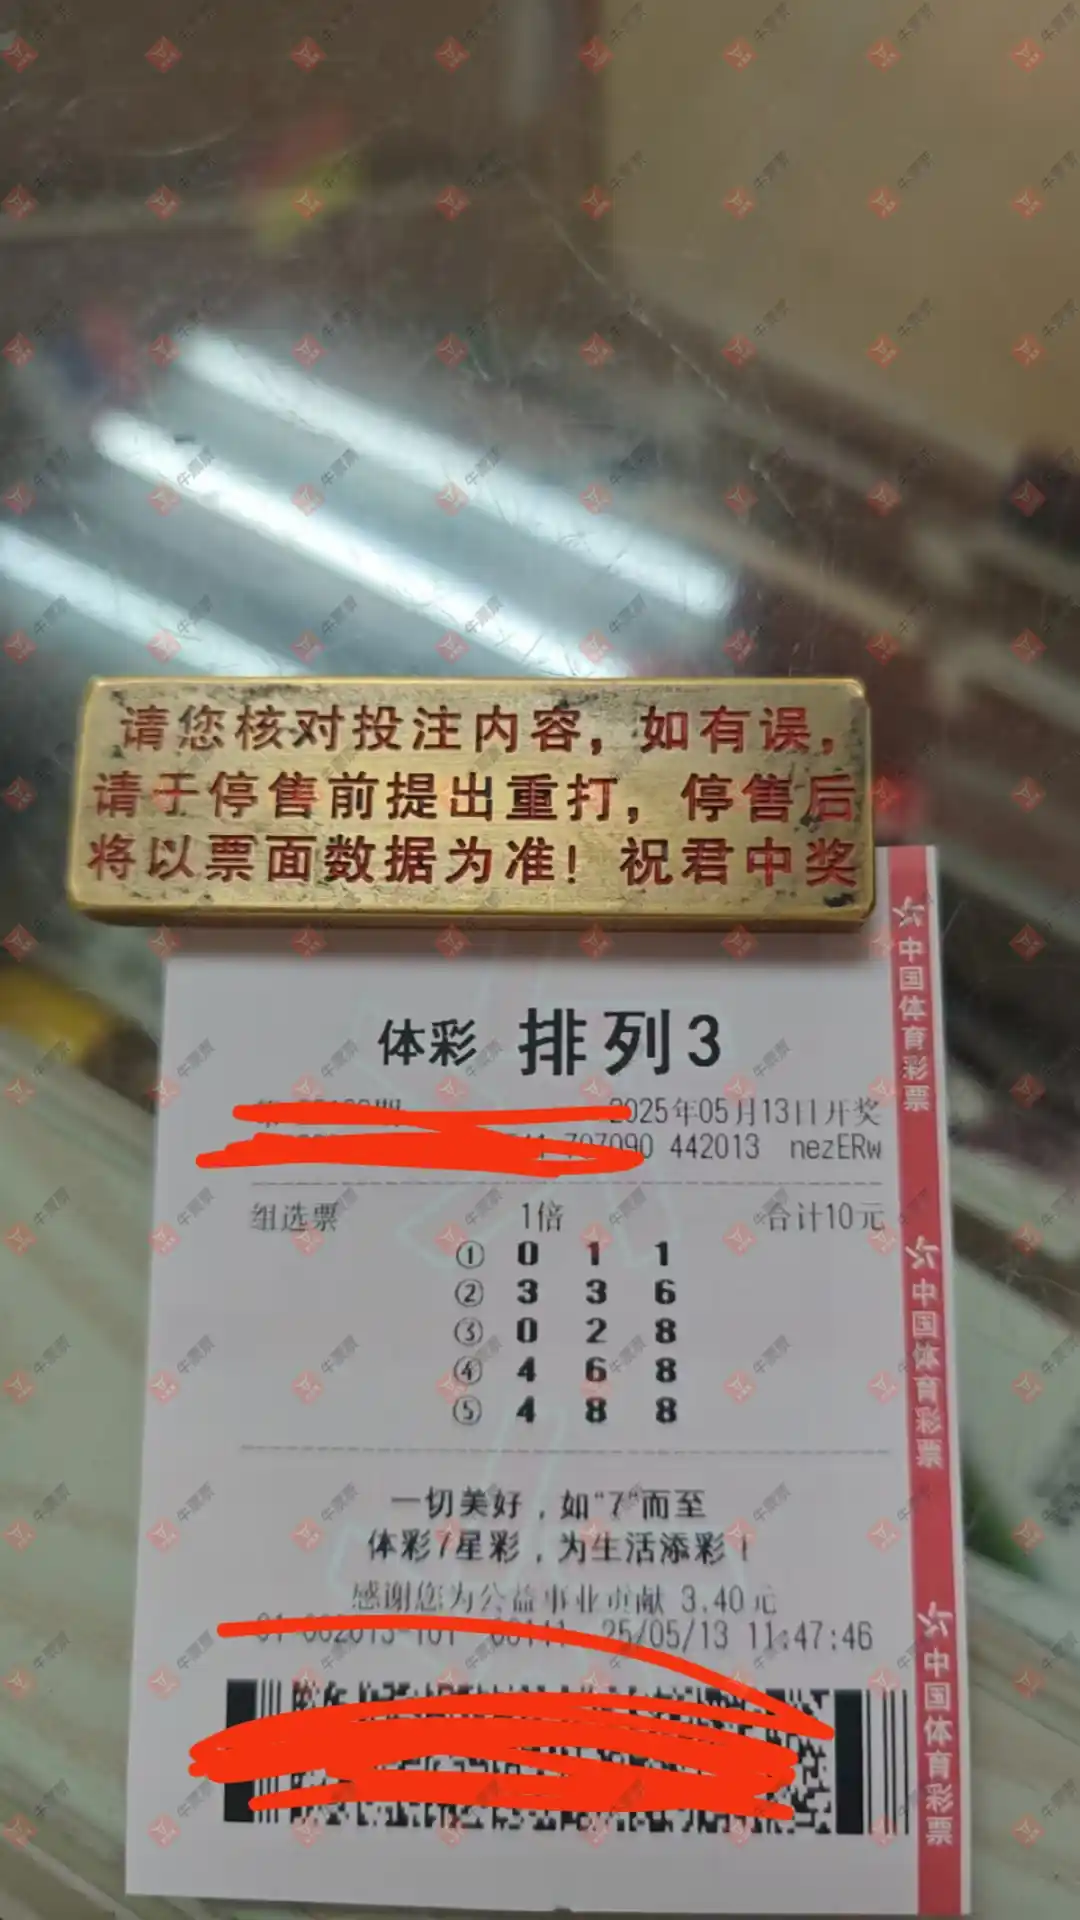 请您核对投注内容，如有误，
请于停售前提出重打，停售后
将以票面数据为准！祝君中奖
体彩 排列3
2025年05月13日开奖
707090 442013 nezERw
组选票 1倍 合计10元
① 0 1 1
② 3 3 6
③ 0 2 8
④ 4 6 8
⑤ 4 8 8
一切美好，如“7”而至
体彩7星彩，为生活添彩！
感谢您为公益事业贡献 3.40元
25/05/13 11:47:46
中国体育彩票
中国体育彩票
中国体育彩票
牛票票